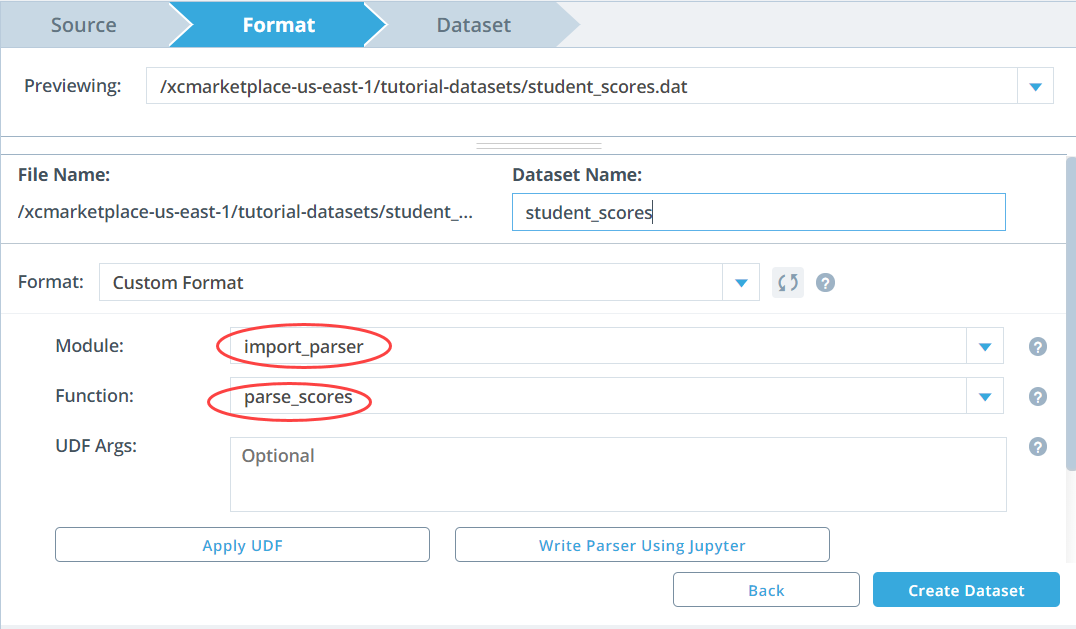 Source Format Dataset
Previewing: /xcmarketplace-us-east-1/tutorial-datasets/student_scores.dat
File Name: Dataset Name:
/xcmarketplace-us-east-1/tutorial-datasets/student_... student_scores
Format: Custom Format ?
Module: import_parser ?
Function: parse_scores ?
UDF Args: ?
Optional
Apply UDF Write Parser Using Jupyter
Back Create Dataset